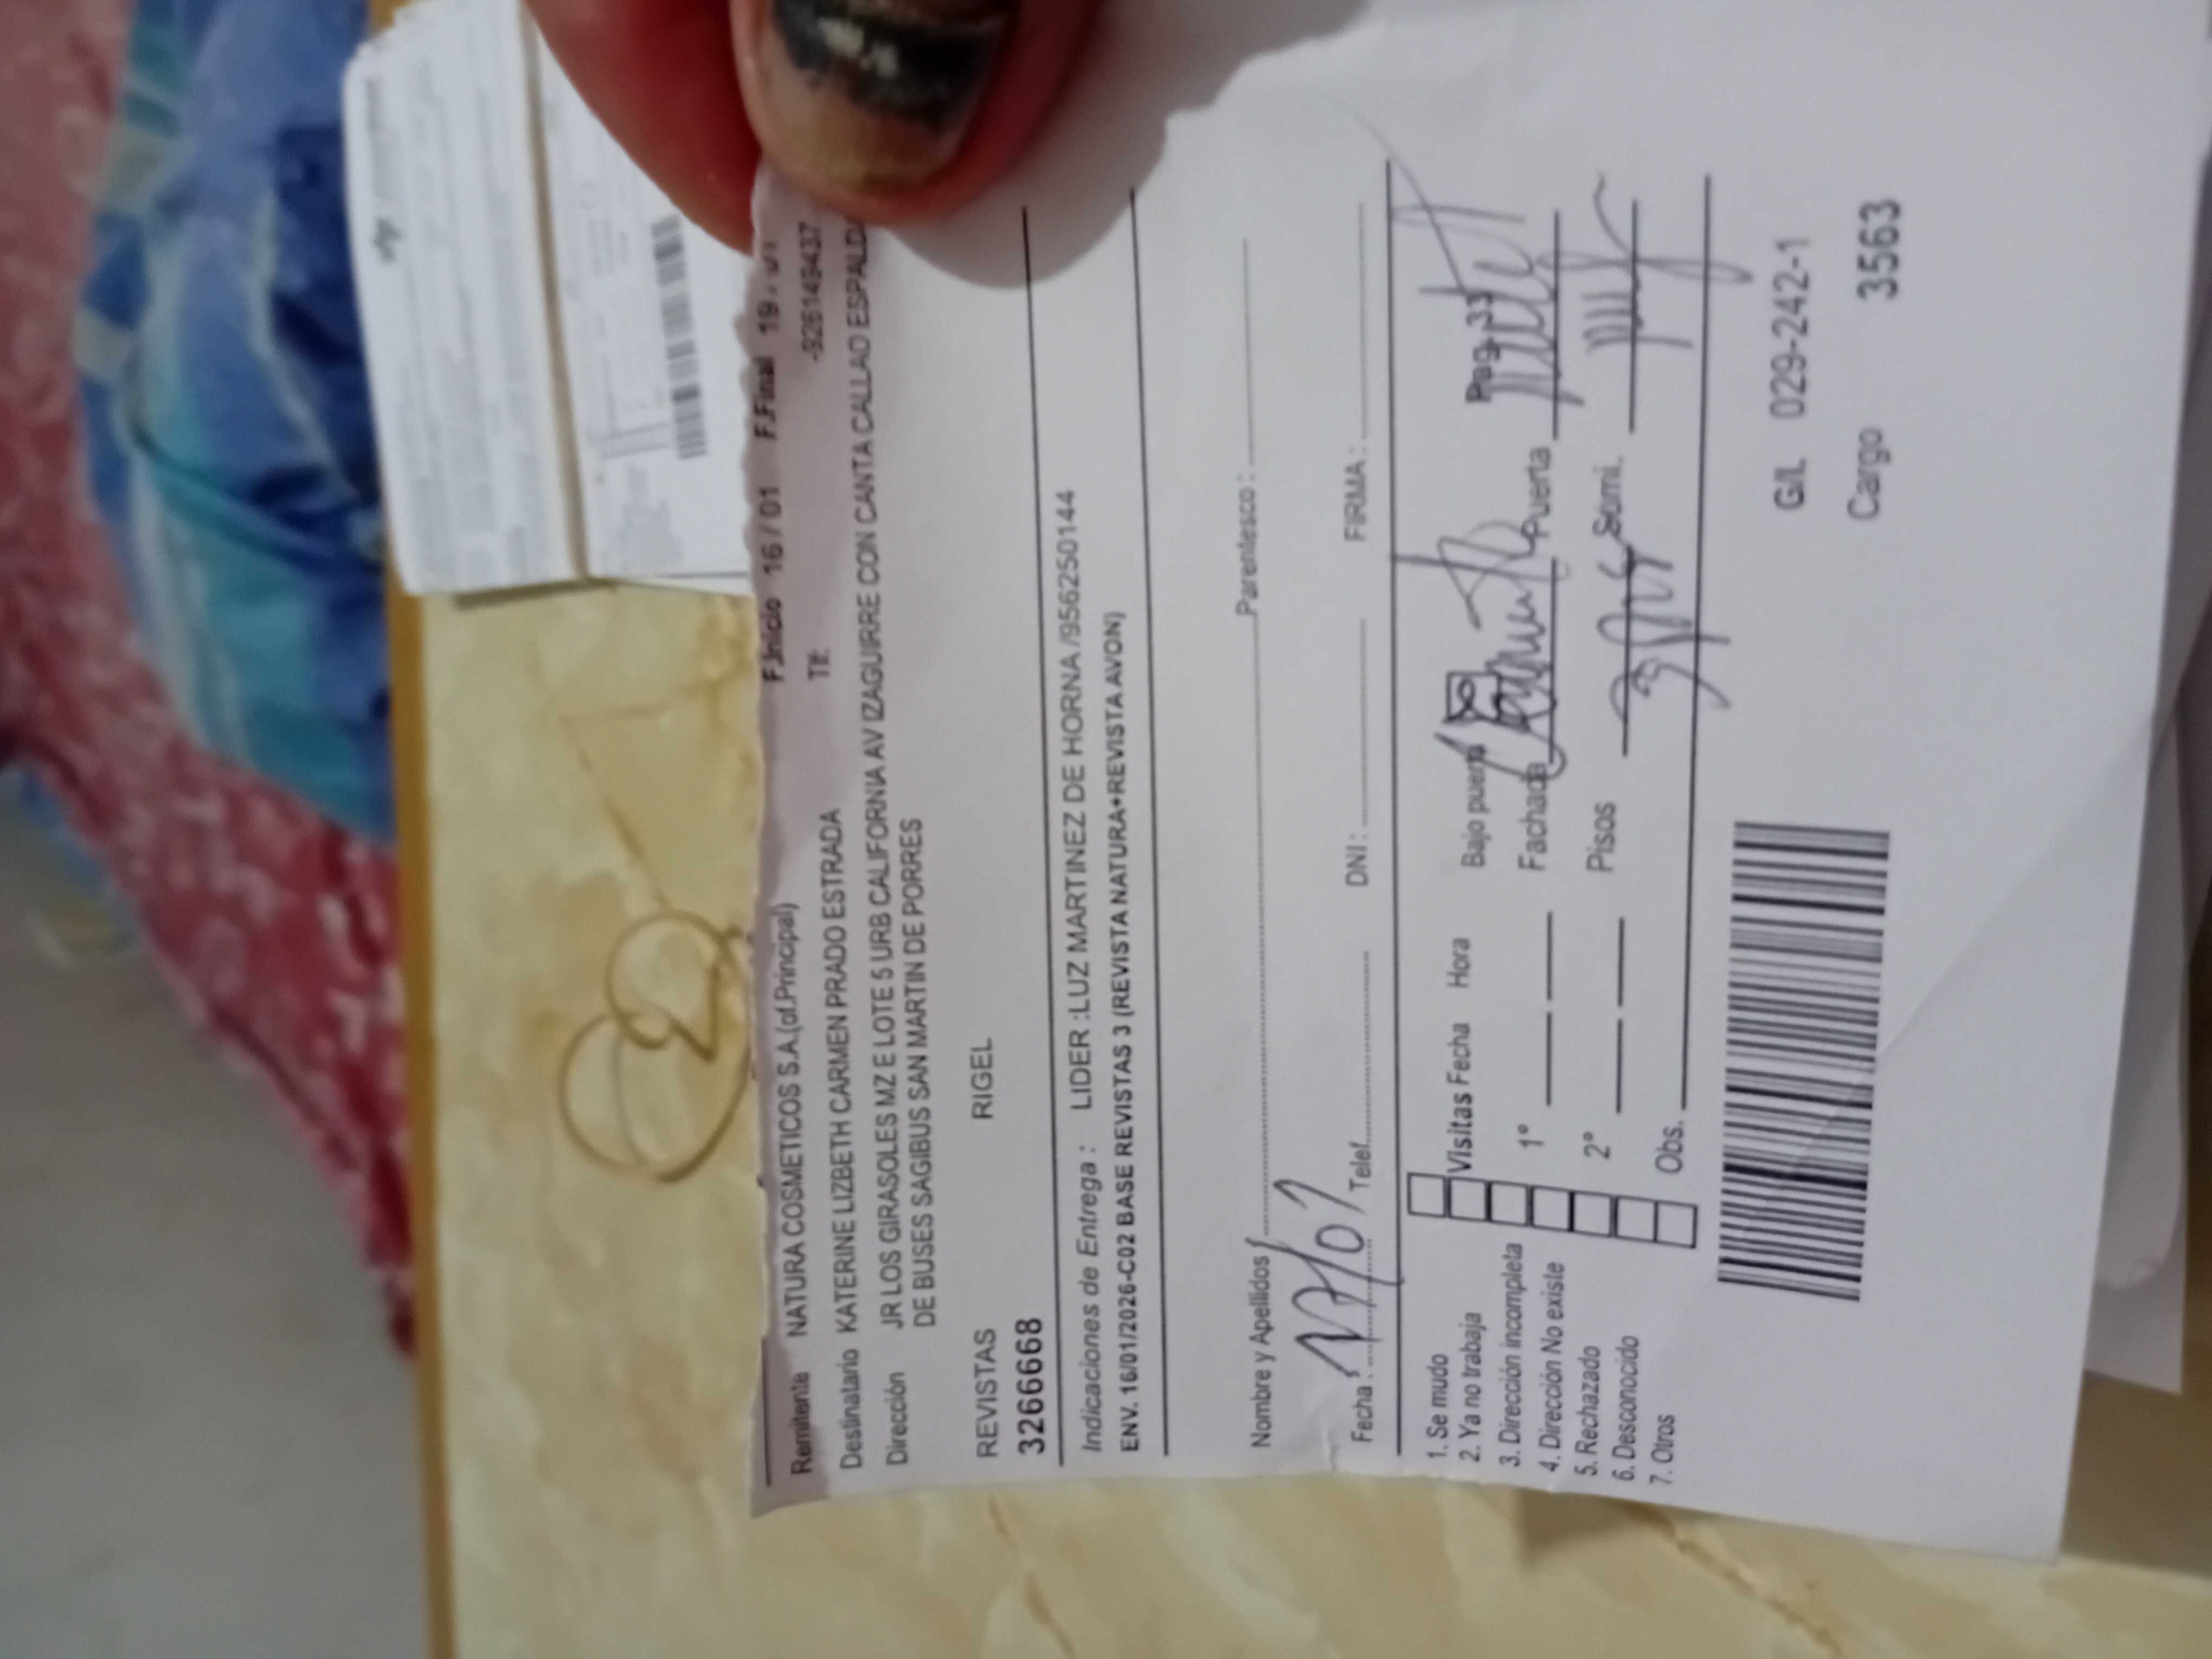 F.Inicio 16 / 01 F.Final 19
Remitente NATURA COSMETICOS S.A.(of.Principal)
Tlf. -926149437
Destinatario KATERINE LIZBETH CARMEN PRADO ESTRADA
Dirección JR LOS GIRASOLES MZ E LOTE 5 URB CALIFORNIA AV IZAGUIRRE CON CANTA CALLAO ESPALDA
DE BUSES SAGIBUS SAN MARTIN DE PORRES
REVISTAS RIGEL
3266668
Indicaciones de Entrega : LIDER :LUZ MARTINEZ DE HORNA /956250144
ENV. 16/01/2026-C02 BASE REVISTAS 3 (REVISTA NATURA+REVISTA AVON)
Nombre y Apellidos Parentesco :
Fecha : Telef. DNI : FIRMA :
1. Se mudo
2. Ya no trabaja
3. Dirección incompleta
4. Dirección No existe
5. Rechazado
6. Desconocido
7. Otros
Visitas Fecha Hora Bajo puerta Pag-33
1° Fachada Puerta
2° Pisos Sumi.
Obs.
G/L 029-242-1
Cargo 3563